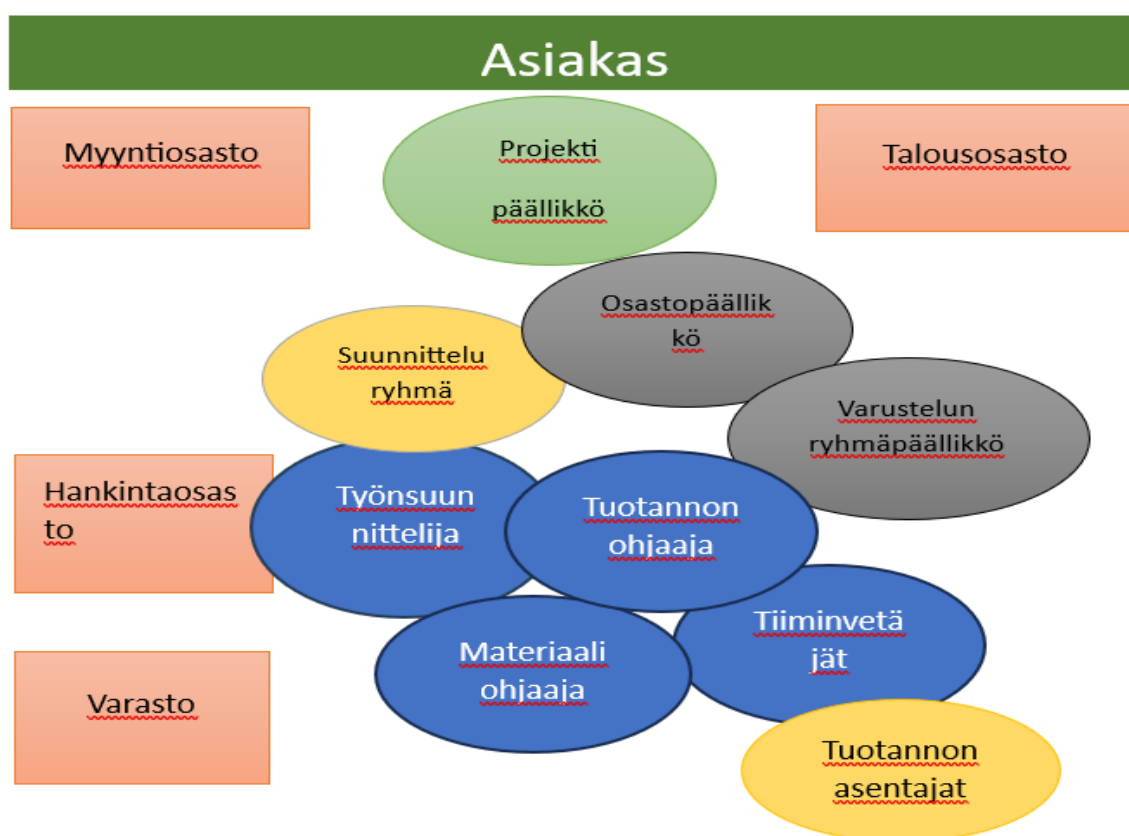 Asiakas
Myyntiosasto
Projekti
päällikkö
Talousosasto
Osastopäällik
kö
Suunnittelu
ryhmä
Varustelun
ryhmäpäällikkö
Hankintaosas
to
Työnsuun
nittelija
Tuotannon
ohjaaja
Tiiminvetä
jät
Materiaali
ohjaaja
Varasto
Tuotannon
asentajat